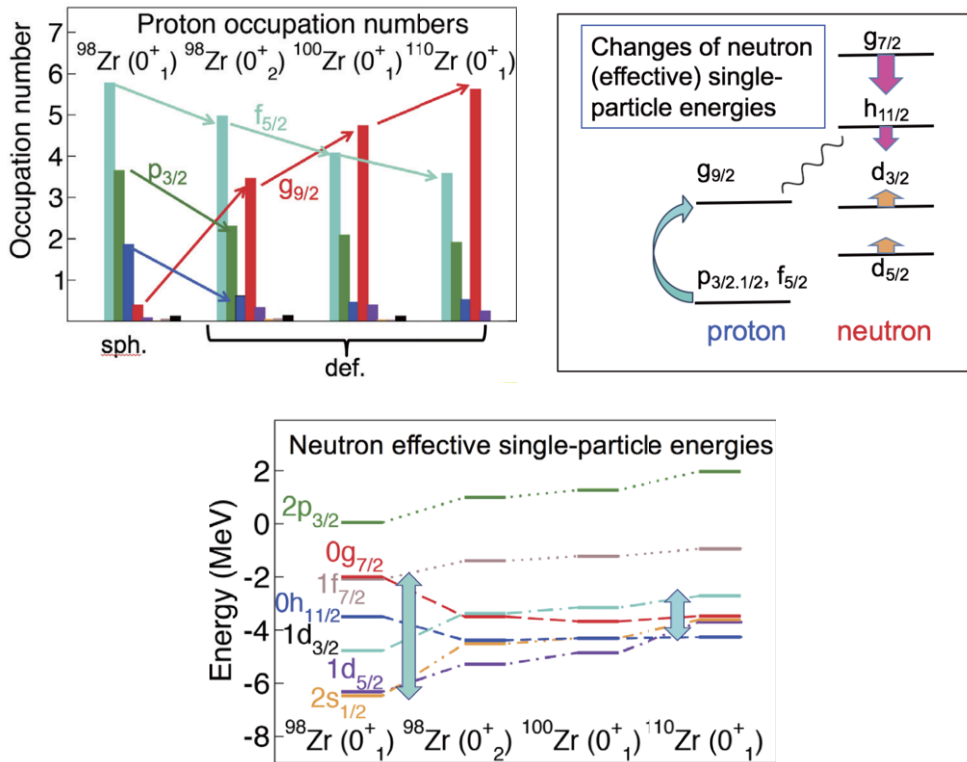 Proton occupation numbers
⁹⁸Zr (0⁺₁) ⁹⁸Zr (0⁺₂) ¹⁰⁰Zr (0⁺₁) ¹¹⁰Zr (0⁺₁)
Occupation number
7
6
5
4
3
2
1
f₅/₂
p₃/₂
g₉/₂
sph.
def.
Changes of neutron
(effective) single-
particle energies
g₇/₂
h₁₁/₂
g₉/₂
d₃/₂
p₃/₂.₁/₂, f₅/₂
d₅/₂
proton
neutron
Neutron effective single-particle energies
Energy (MeV)
2
0
-2
-4
-6
-8
2p₃/₂
0g₇/₂
1f₇/₂
0h₁₁/₂
1d₃/₂
1d₅/₂
2s₁/₂
⁹⁸Zr (0⁺₁) ⁹⁸Zr (0⁺₂) ¹⁰⁰Zr (0⁺₁) ¹¹⁰Zr (0⁺₁)